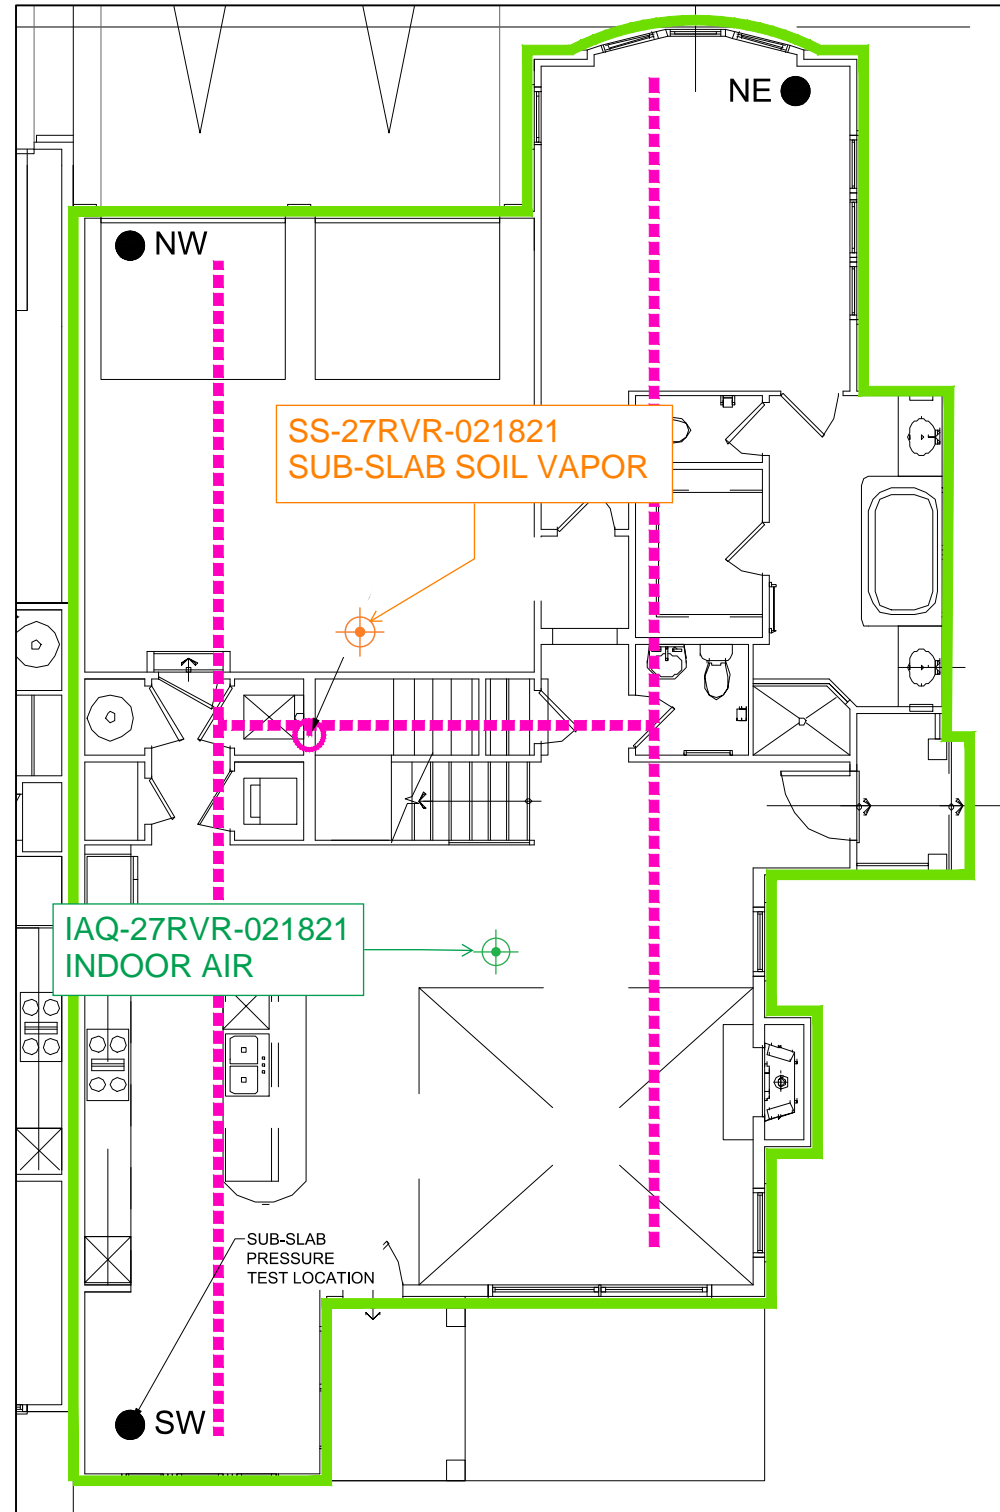 NE
NW
SS-27RVR-021821
SUB-SLAB SOIL VAPOR
IAQ-27RVR-021821
INDOOR AIR
SUB-SLAB
PRESSURE
TEST LOCATION
SW